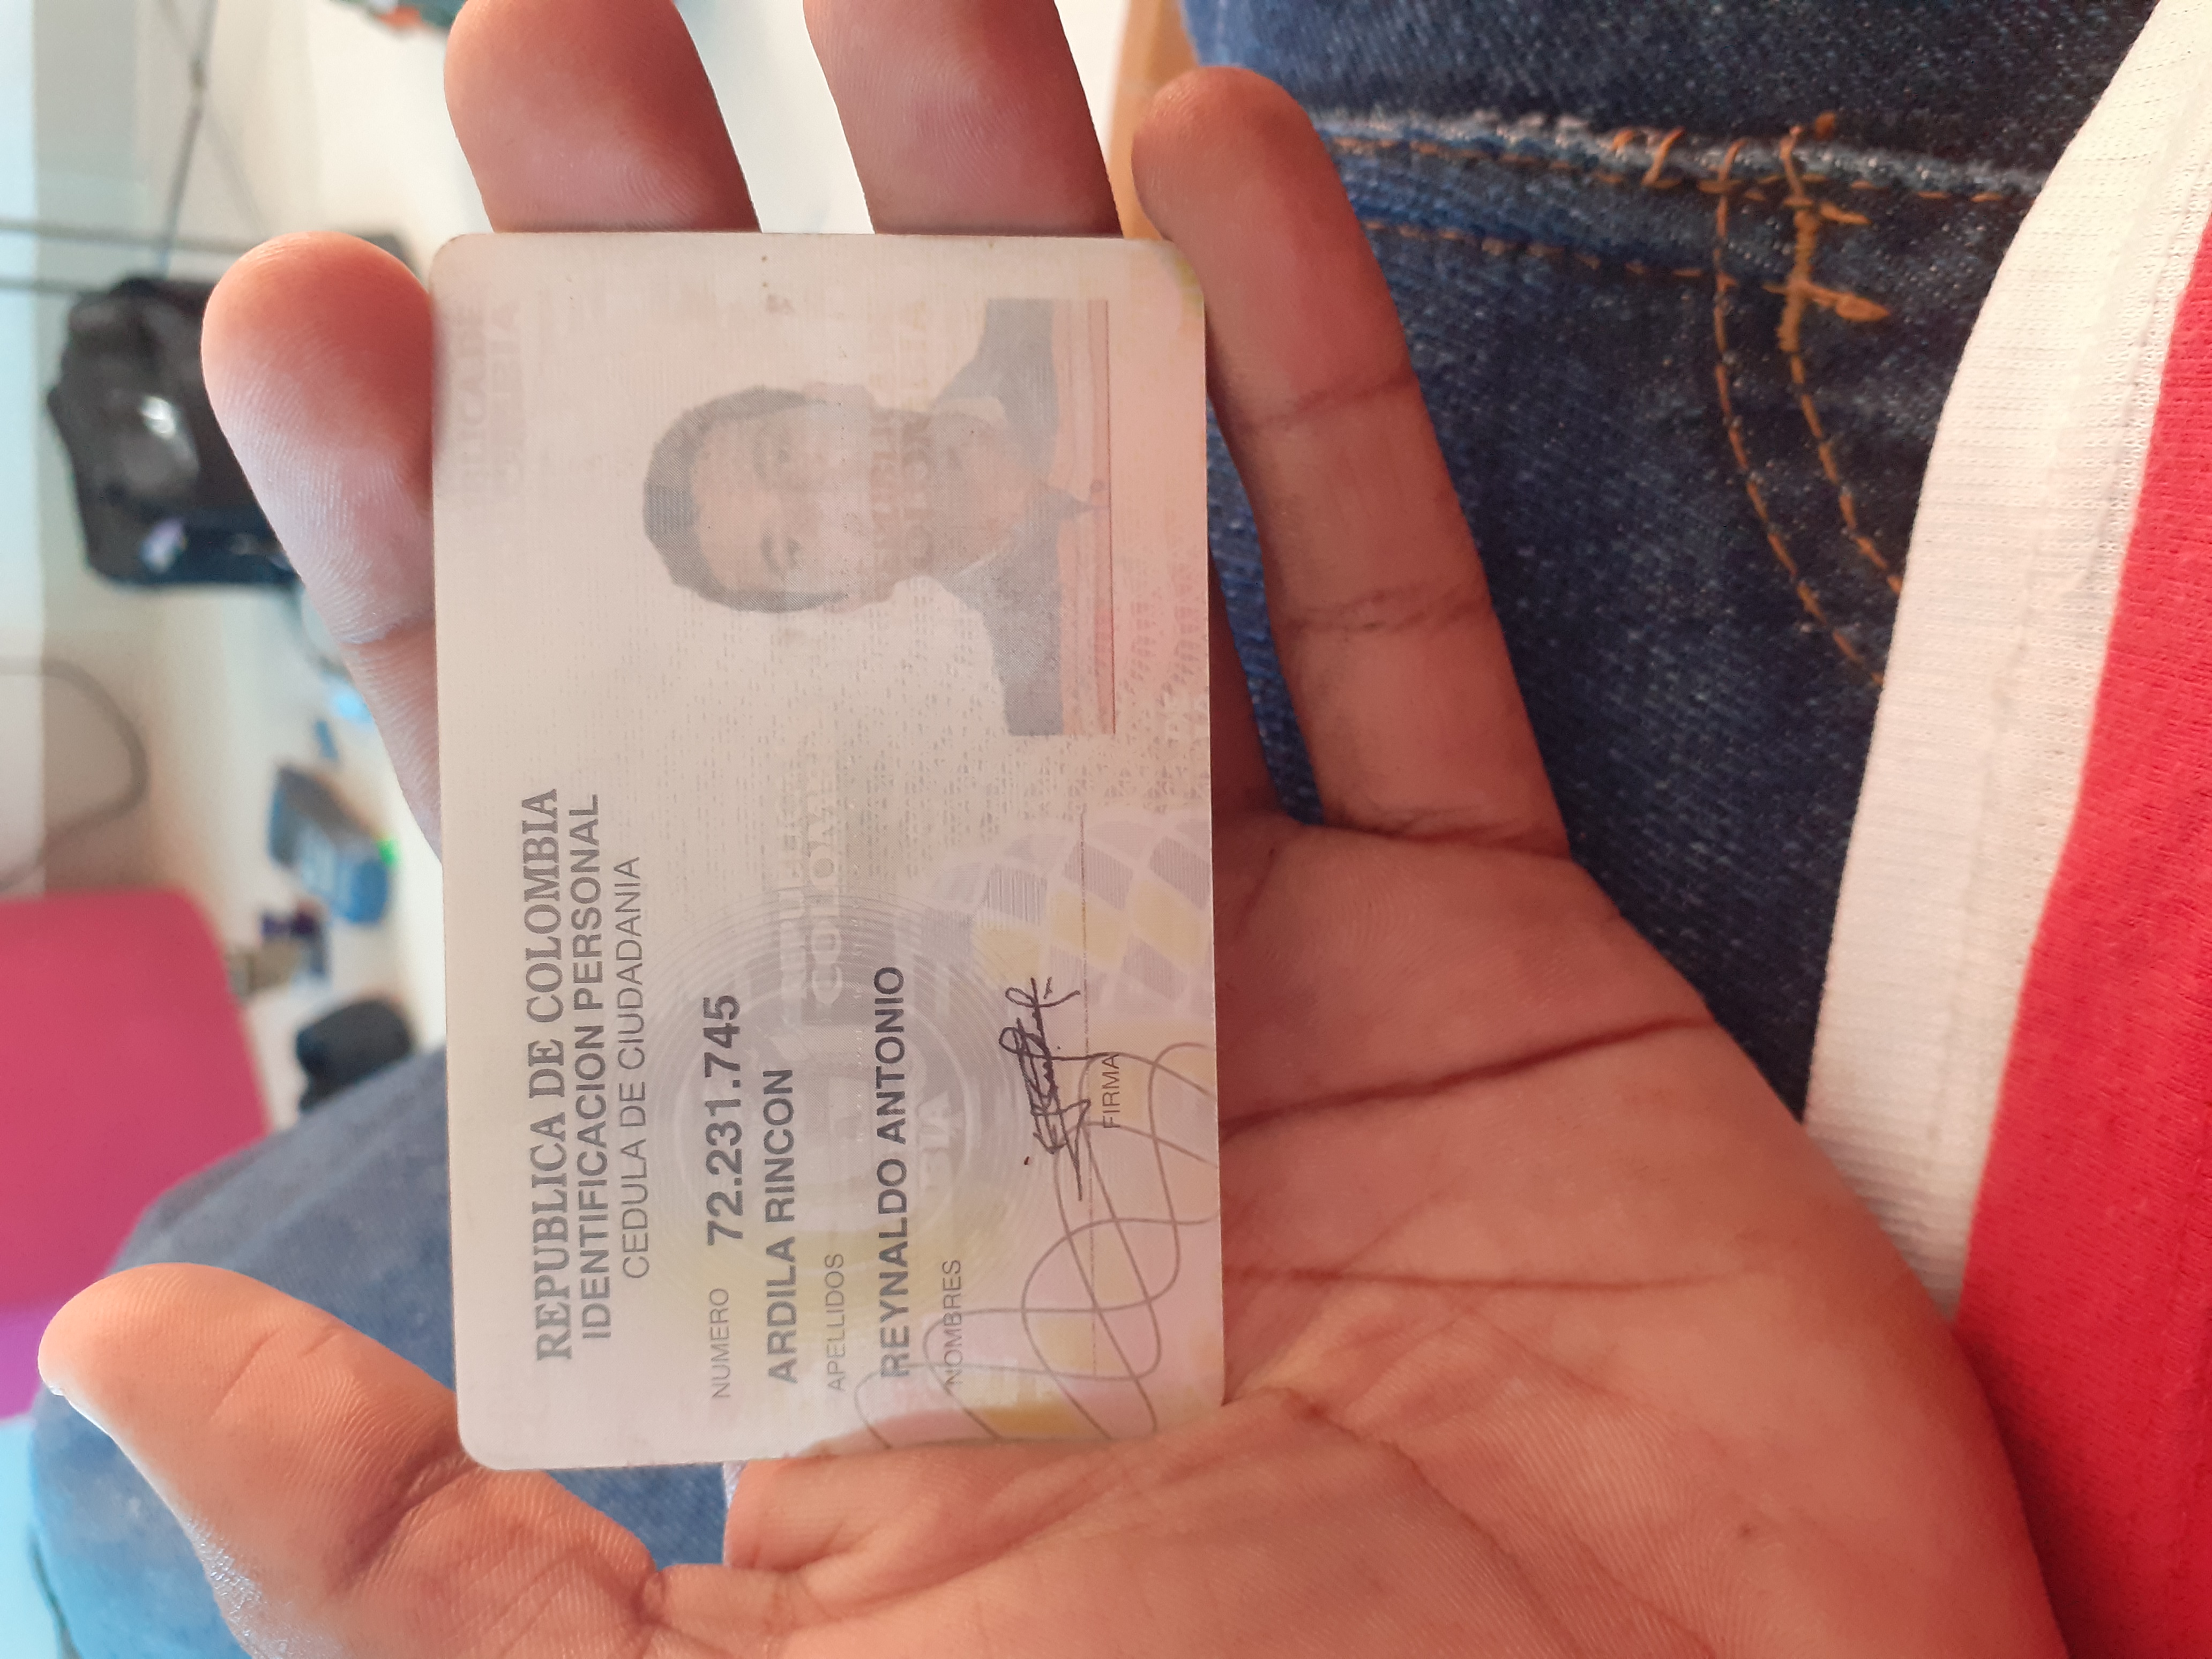 REPUBLICA DE COLOMBIA
IDENTIFICACION PERSONAL
CEDULA DE CIUDADANIA
NUMERO 72.231.745
ARDILA RINCON
APELLIDOS
REYNALDO ANTONIO
NOMBRES
FIRMA